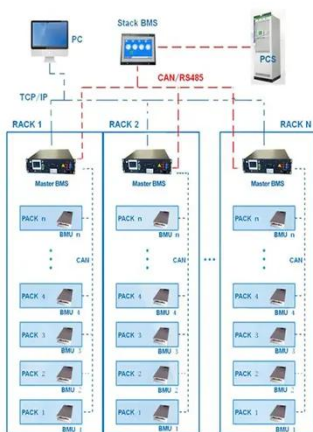 PC
Stack BMS
PCS
CAN/RS485
TCP/IP
RACK 1
RACK 2
RACK N
Master BMS
Master BMS
Master BMS
PACK n
BMU n
PACK n
BMU n
PACK n
BMU n
CAN
CAN
CAN
PACK 4
BMU 4
PACK 4
BMU 4
PACK 4
BMU 4
PACK 3
BMU 3
PACK 3
BMU 3
PACK 3
BMU 3
PACK 2
BMU 2
PACK 2
BMU 2
PACK 2
BMU 2
PACK 1
BMU 1
PACK 1
BMU 1
PACK 1
BMU 1